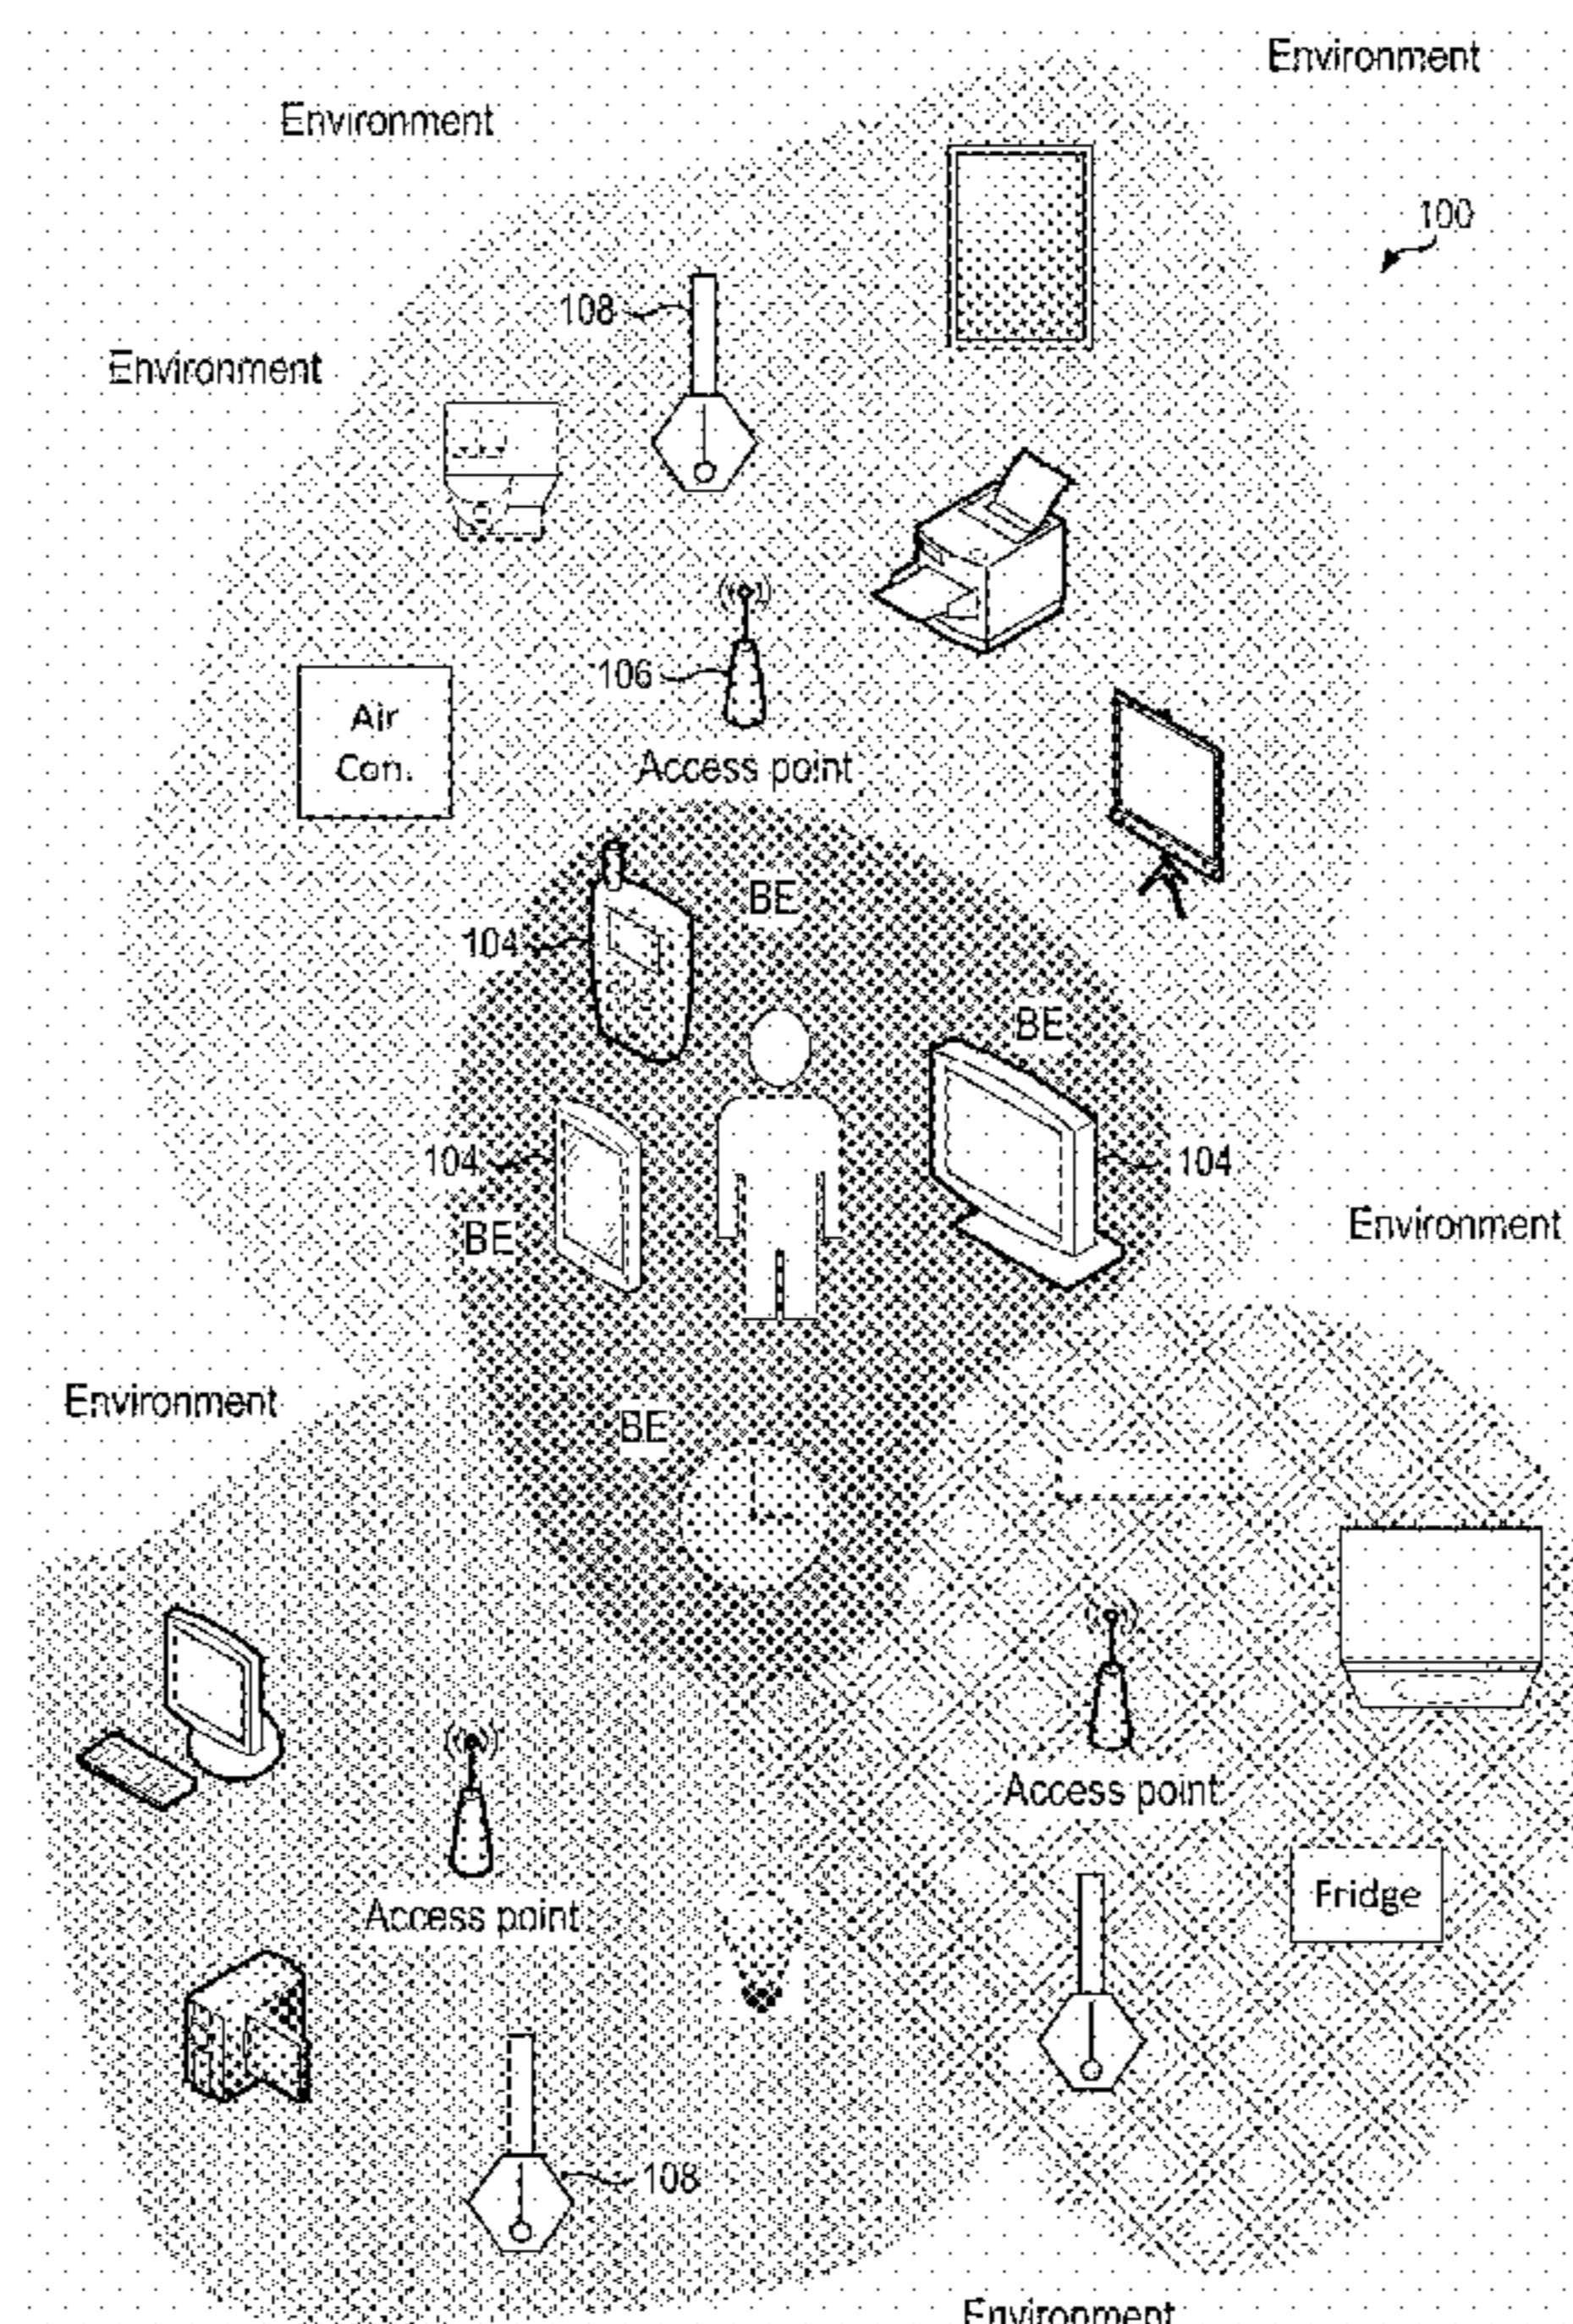 Environment
Environment
100
108
Environment
106
Air
Con.
Access point
BE
104
BE
104
104
BE
Environment
Environment
BE
Access point
Fridge
Access point
108
Environment